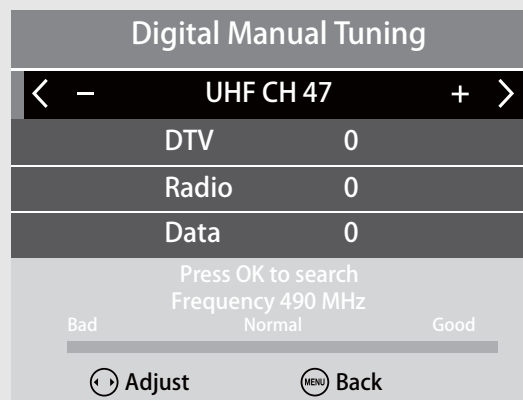 Digital Manual Tuning
− UHF CH 47 +
DTV 0
Radio 0
Data 0
Press OK to search
Frequency 490 MHz
Bad Normal Good
Adjust MENU Back